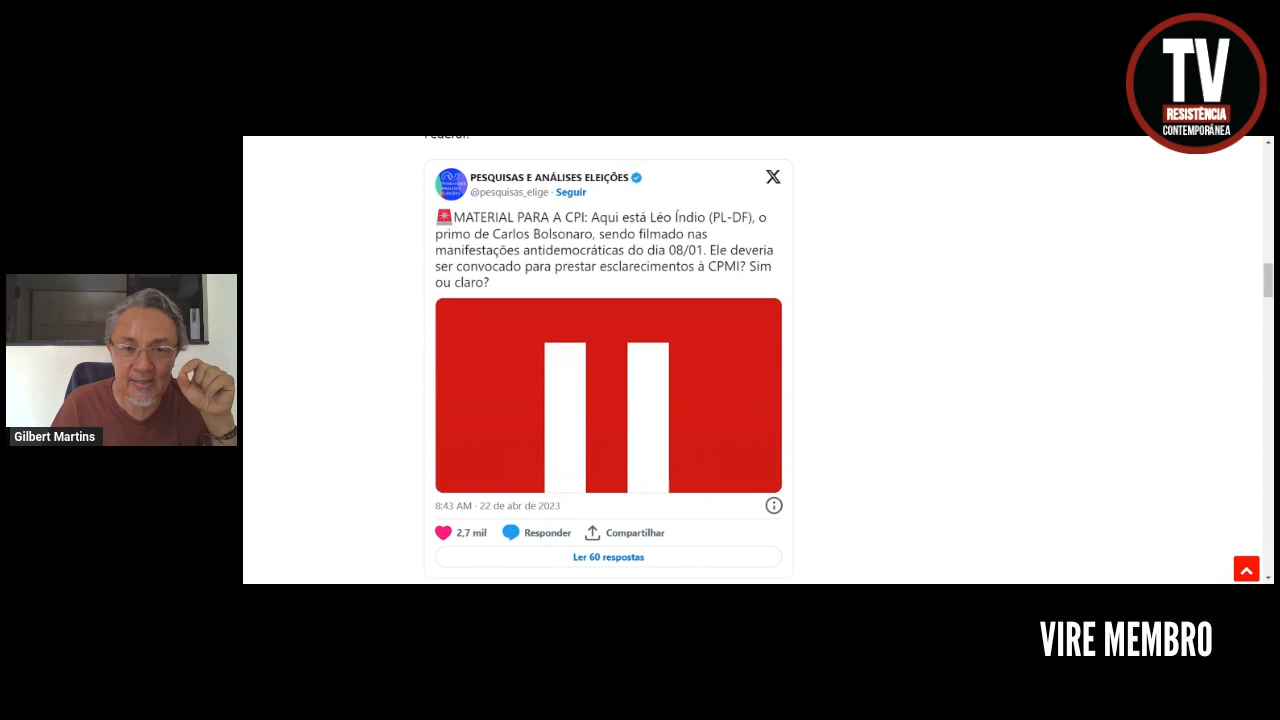 TV
RESISTÊNCIA
CONTEMPORÂNEA
PESQUISAS E ANÁLISES ELEIÇÕES
@pesquisas_elige · Seguir
🚨MATERIAL PARA A CPI: Aqui está Léo Índio (PL-DF), o
primo de Carlos Bolsonaro, sendo filmado nas
manifestações antidemocráticas do dia 08/01. Ele deveria
ser convocado para prestar esclarecimentos à CPMI? Sim
ou claro?
8:43 AM · 22 de abr de 2023
2,7 mil Responder Compartilhar
Ler 60 respostas
Gilbert Martins
VIRE MEMBRO